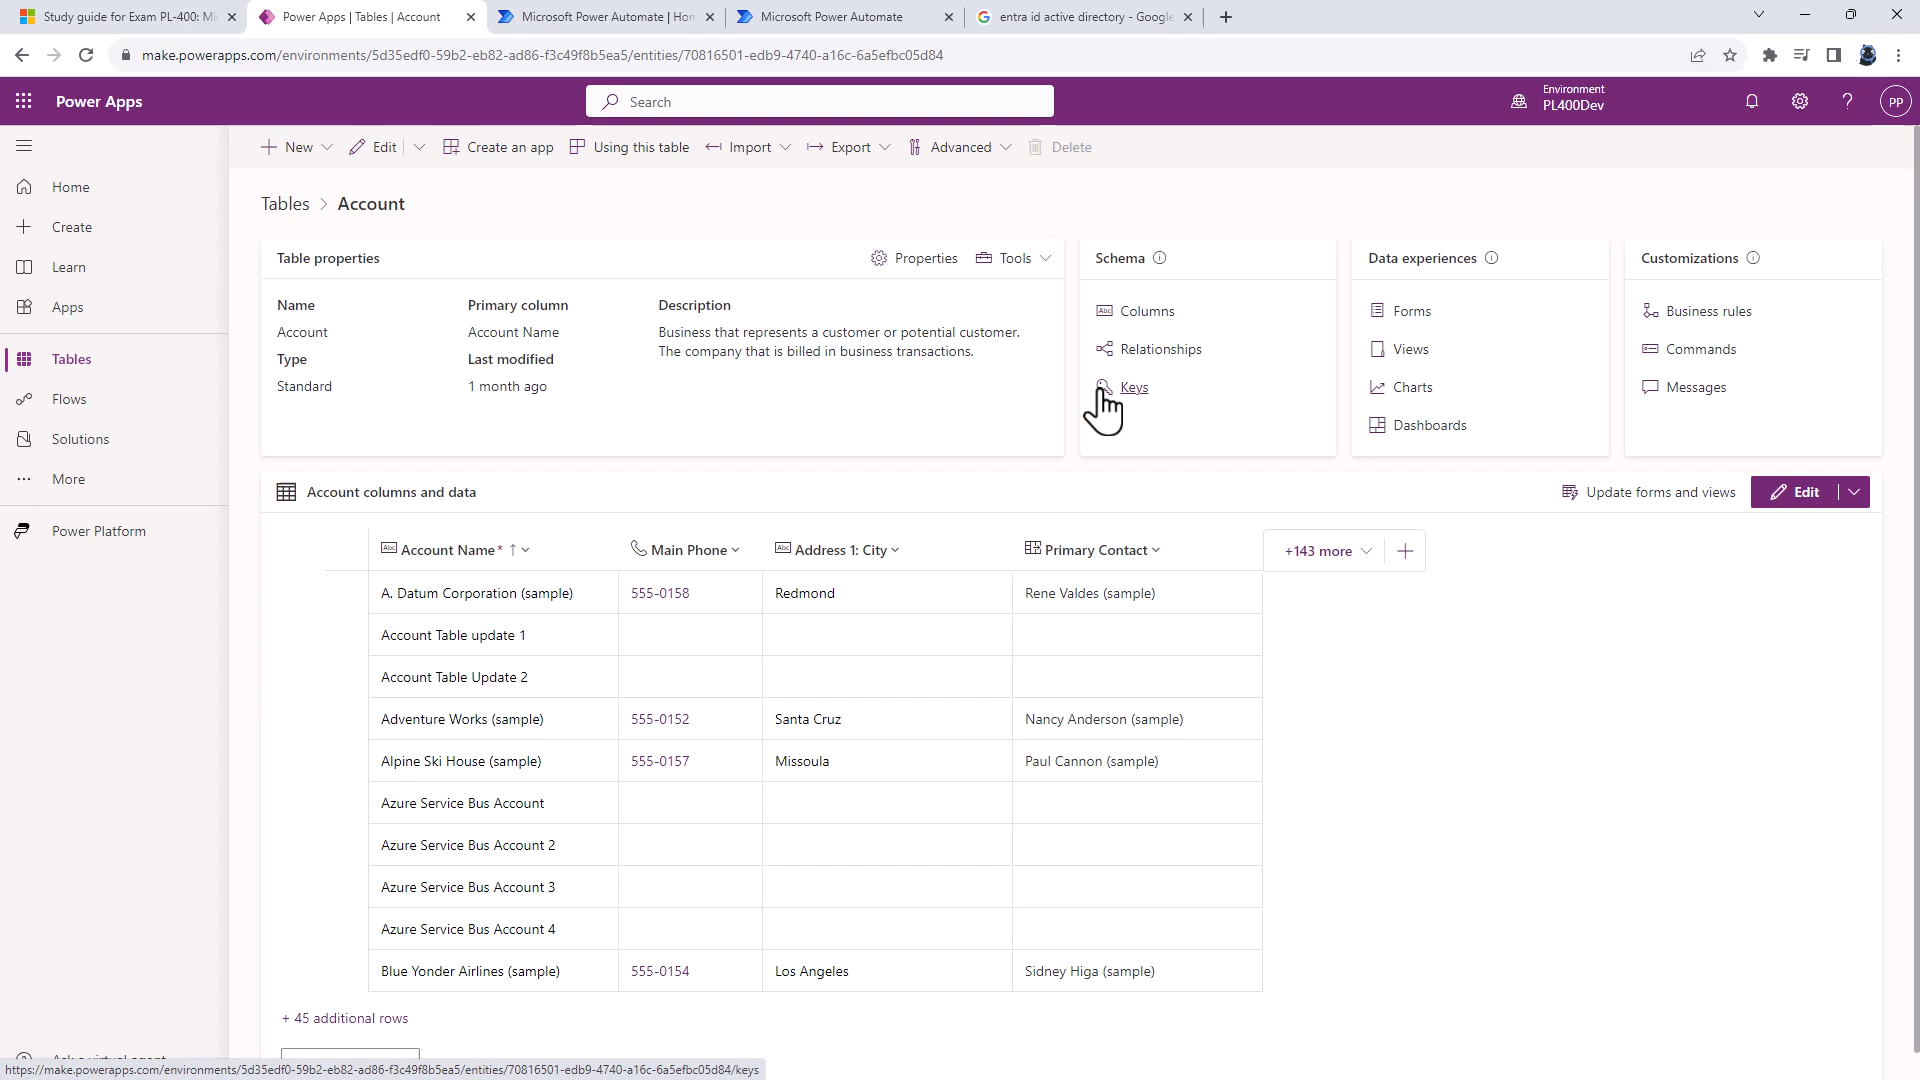 Study guide for Exam PL-400: Mi
Power Apps | Tables | Account
Microsoft Power Automate | Hom
Microsoft Power Automate
entra id active directory - Google
make.powerapps.com/environments/5d35edf0-59b2-eb82-ad86-f3c49f8b5ea5/entities/70816501-edb9-4740-a16c-6a5efbc05d84
Power Apps
Search
Environment
PL400Dev
PP
New
Edit
Create an app
Using this table
Import
Export
Advanced
Delete
Home
Create
Learn
Apps
Tables
Flows
Solutions
More
Power Platform
Tables > Account
Table properties
Properties
Tools
Name
Primary column
Description
Account
Account Name
Business that represents a customer or potential customer.
The company that is billed in business transactions.
Type
Last modified
Standard
1 month ago
Schema
Columns
Relationships
Keys
Data experiences
Forms
Views
Charts
Dashboards
Customizations
Business rules
Commands
Messages
Account columns and data
Update forms and views
Edit
Account Name*
Main Phone
Address 1: City
Primary Contact
+143 more
A. Datum Corporation (sample) 555-0158 Redmond Rene Valdes (sample)
Account Table update 1
Account Table Update 2
Adventure Works (sample) 555-0152 Santa Cruz Nancy Anderson (sample)
Alpine Ski House (sample) 555-0157 Missoula Paul Cannon (sample)
Azure Service Bus Account
Azure Service Bus Account 2
Azure Service Bus Account 3
Azure Service Bus Account 4
Blue Yonder Airlines (sample) 555-0154 Los Angeles Sidney Higa (sample)
+ 45 additional rows
Ask a virtual agent
https://make.powerapps.com/environments/5d35edf0-59b2-eb82-ad86-f3c49f8b5ea5/entities/70816501-edb9-4740-a16c-6a5efbc05d84/keys